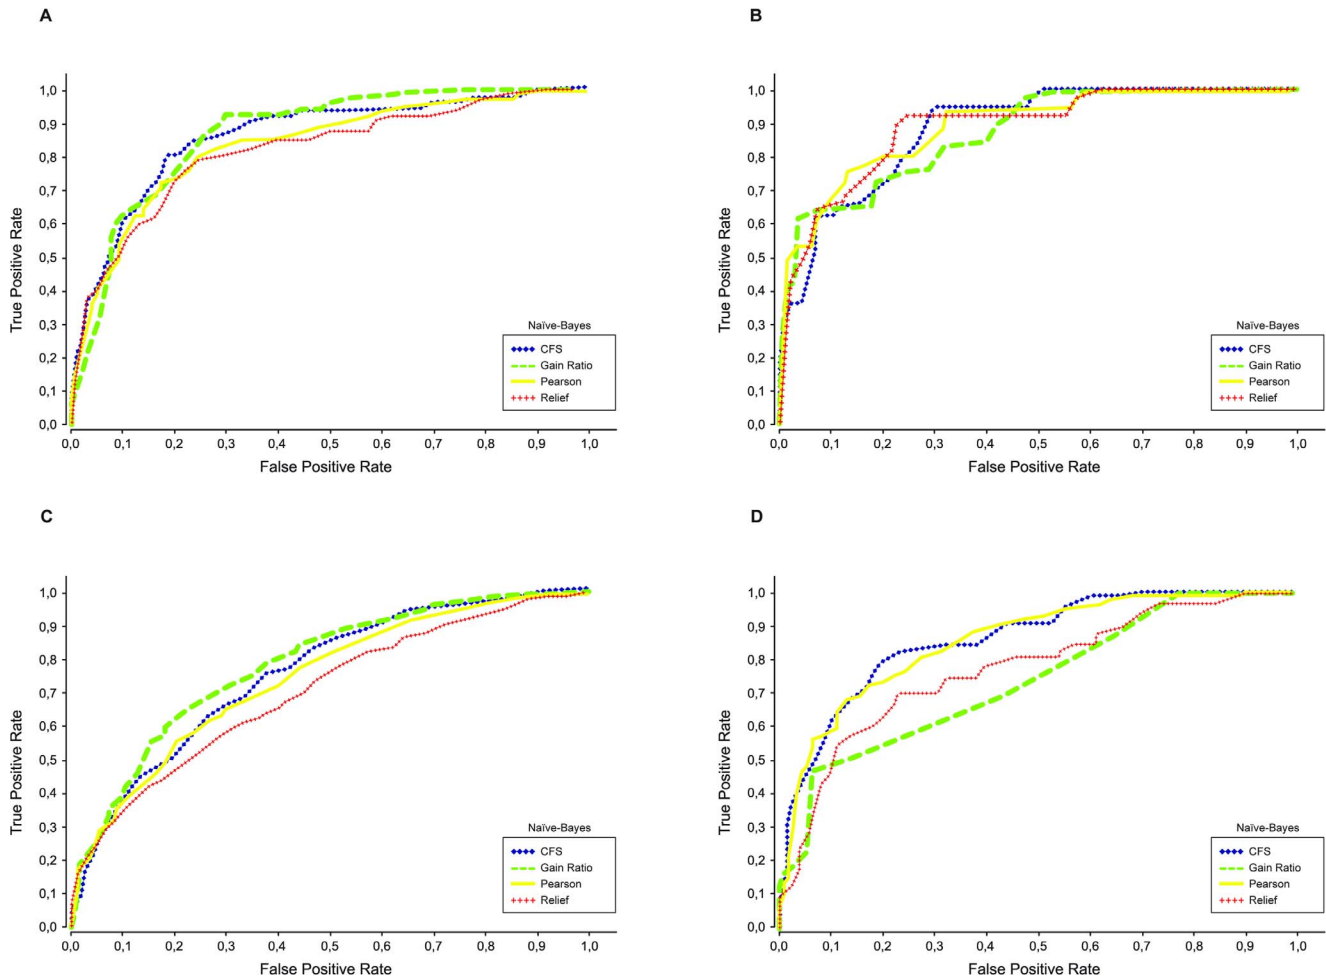 A
True Positive Rate
1,0
0,9
0,8
0,7
0,6
0,5
0,4
0,3
0,2
0,1
0,0
Naïve-Bayes
CFS
Gain Ratio
Pearson
Relief
0,0 0,1 0,2 0,3 0,4 0,5 0,6 0,7 0,8 0,9 1,0
False Positive Rate
B
True Positive Rate
1,0
0,9
0,8
0,7
0,6
0,5
0,4
0,3
0,2
0,1
0,0
Naïve-Bayes
CFS
Gain Ratio
Pearson
Relief
0,0 0,1 0,2 0,3 0,4 0,5 0,6 0,7 0,8 0,9 1,0
False Positive Rate
C
True Positive Rate
1,0
0,9
0,8
0,7
0,6
0,5
0,4
0,3
0,2
0,1
0,0
Naïve-Bayes
CFS
Gain Ratio
Pearson
Relief
0,0 0,1 0,2 0,3 0,4 0,5 0,6 0,7 0,8 0,9 1,0
False Positive Rate
D
True Positive Rate
1,0
0,9
0,8
0,7
0,6
0,5
0,4
0,3
0,2
0,1
0,0
Naïve-Bayes
CFS
Gain Ratio
Pearson
Relief
0,0 0,1 0,2 0,3 0,4 0,5 0,6 0,7 0,8 0,9 1,0
False Positive Rate